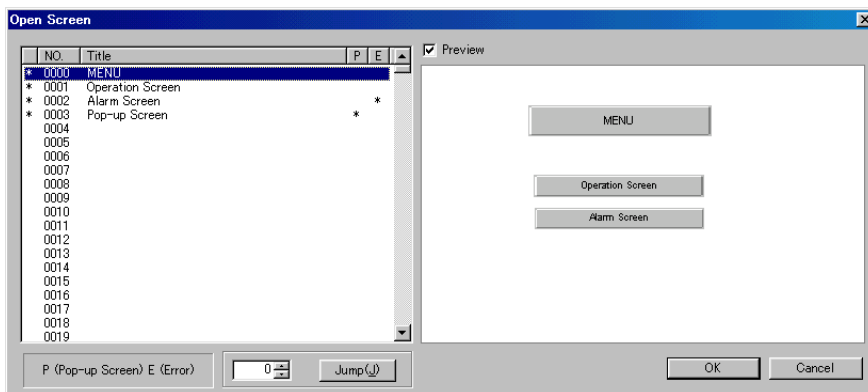 Open Screen
NO. Title P E
* 0000 MENU
* 0001 Operation Screen
* 0002 Alarm Screen *
* 0003 Pop-up Screen *
0004
0005
0006
0007
0008
0009
0010
0011
0012
0013
0014
0015
0016
0017
0018
0019
P (Pop-up Screen) E (Error)
0
Jump(J)
Preview
MENU
Operation Screen
Alarm Screen
OK
Cancel